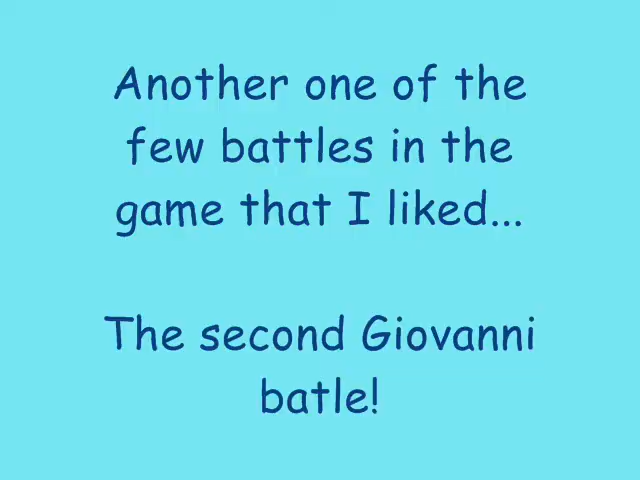 Another one of the
few battles in the
game that I liked...
The second Giovanni
batle!